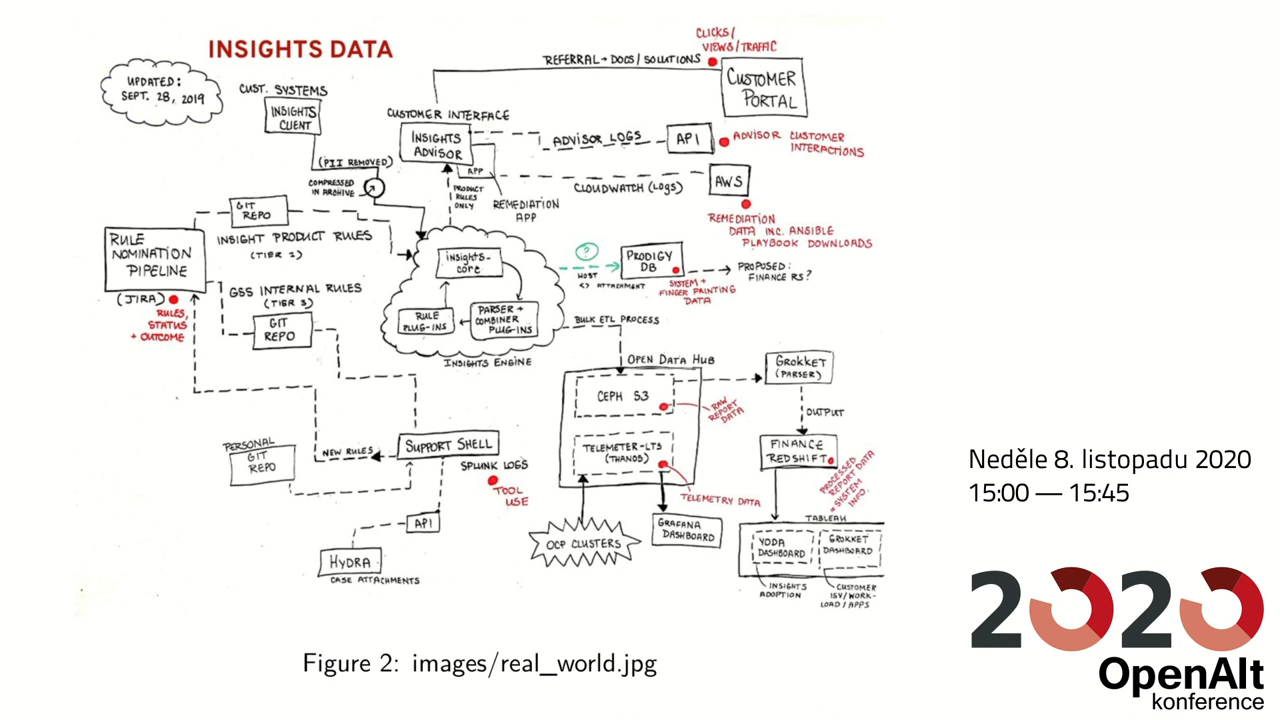 INSIGHTS DATA
UPDATED:
SEPT. 28, 2019
CUST. SYSTEMS
INSIGHTS
CLIENT
(PII REMOVED)
COMPRESSED
IN ARCHIVE
CUSTOMER INTERFACE
INSIGHTS
ADVISOR
APP
PRODUCT
RULES
ONLY
REMEDIATION
APP
REFERRAL → DOCS / SOLUTIONS
CLICKS /
VIEWS / TRAFFIC
CUSTOMER
PORTAL
ADVISOR LOGS
API
ADVISOR CUSTOMER
INTERACTIONS
CLOUDWATCH (LOGS)
AWS
REMEDIATION
DATA INC. ANSIBLE
PLAYBOOK DOWNLOADS
GIT
REPO
INSIGHT PRODUCT RULES
(TIER 1)
RULE
NOMINATION
PIPELINE
(JIRA)
RULES,
STATUS
+ OUTCOME
GSS INTERNAL RULES
(TIER 3)
GIT
REPO
insights-
core
RULE
PLUG-INS
PARSER +
COMBINER
PLUG-INS
INSIGHTS ENGINE
?
HOST
<> ATTACHMENT
PRODIGY
DB
SYSTEM +
FINGER PRINTING
DATA
PROPOSED:
FINANCE RS?
BULK ETL PROCESS
OPEN DATA HUB
CEPH S3
RAW
REPORT
DATA
TELEMETER-LTS
(THANOS)
TELEMETRY DATA
OCP CLUSTERS
GRAFANA
DASHBOARD
GROKKET
(PARSER)
OUTPUT
FINANCE
REDSHIFT
PROCESSED
REPORT DATA
+ SYSTEM
INFO.
TABLEAU
YODA
DASHBOARD
GROKKET
DASHBOARD
INSIGHTS
ADOPTION
CUSTOMER
ISV/WORK-
LOAD / APPS
PERSONAL
GIT
REPO
NEW RULES
SUPPORT SHELL
SPLUNK LOGS
TOOL
USE
API
HYDRA
CASE ATTACHMENTS
Figure 2: images/real_world.jpg
Neděle 8. listopadu 2020
15:00 — 15:45
2020
OpenAlt
konference